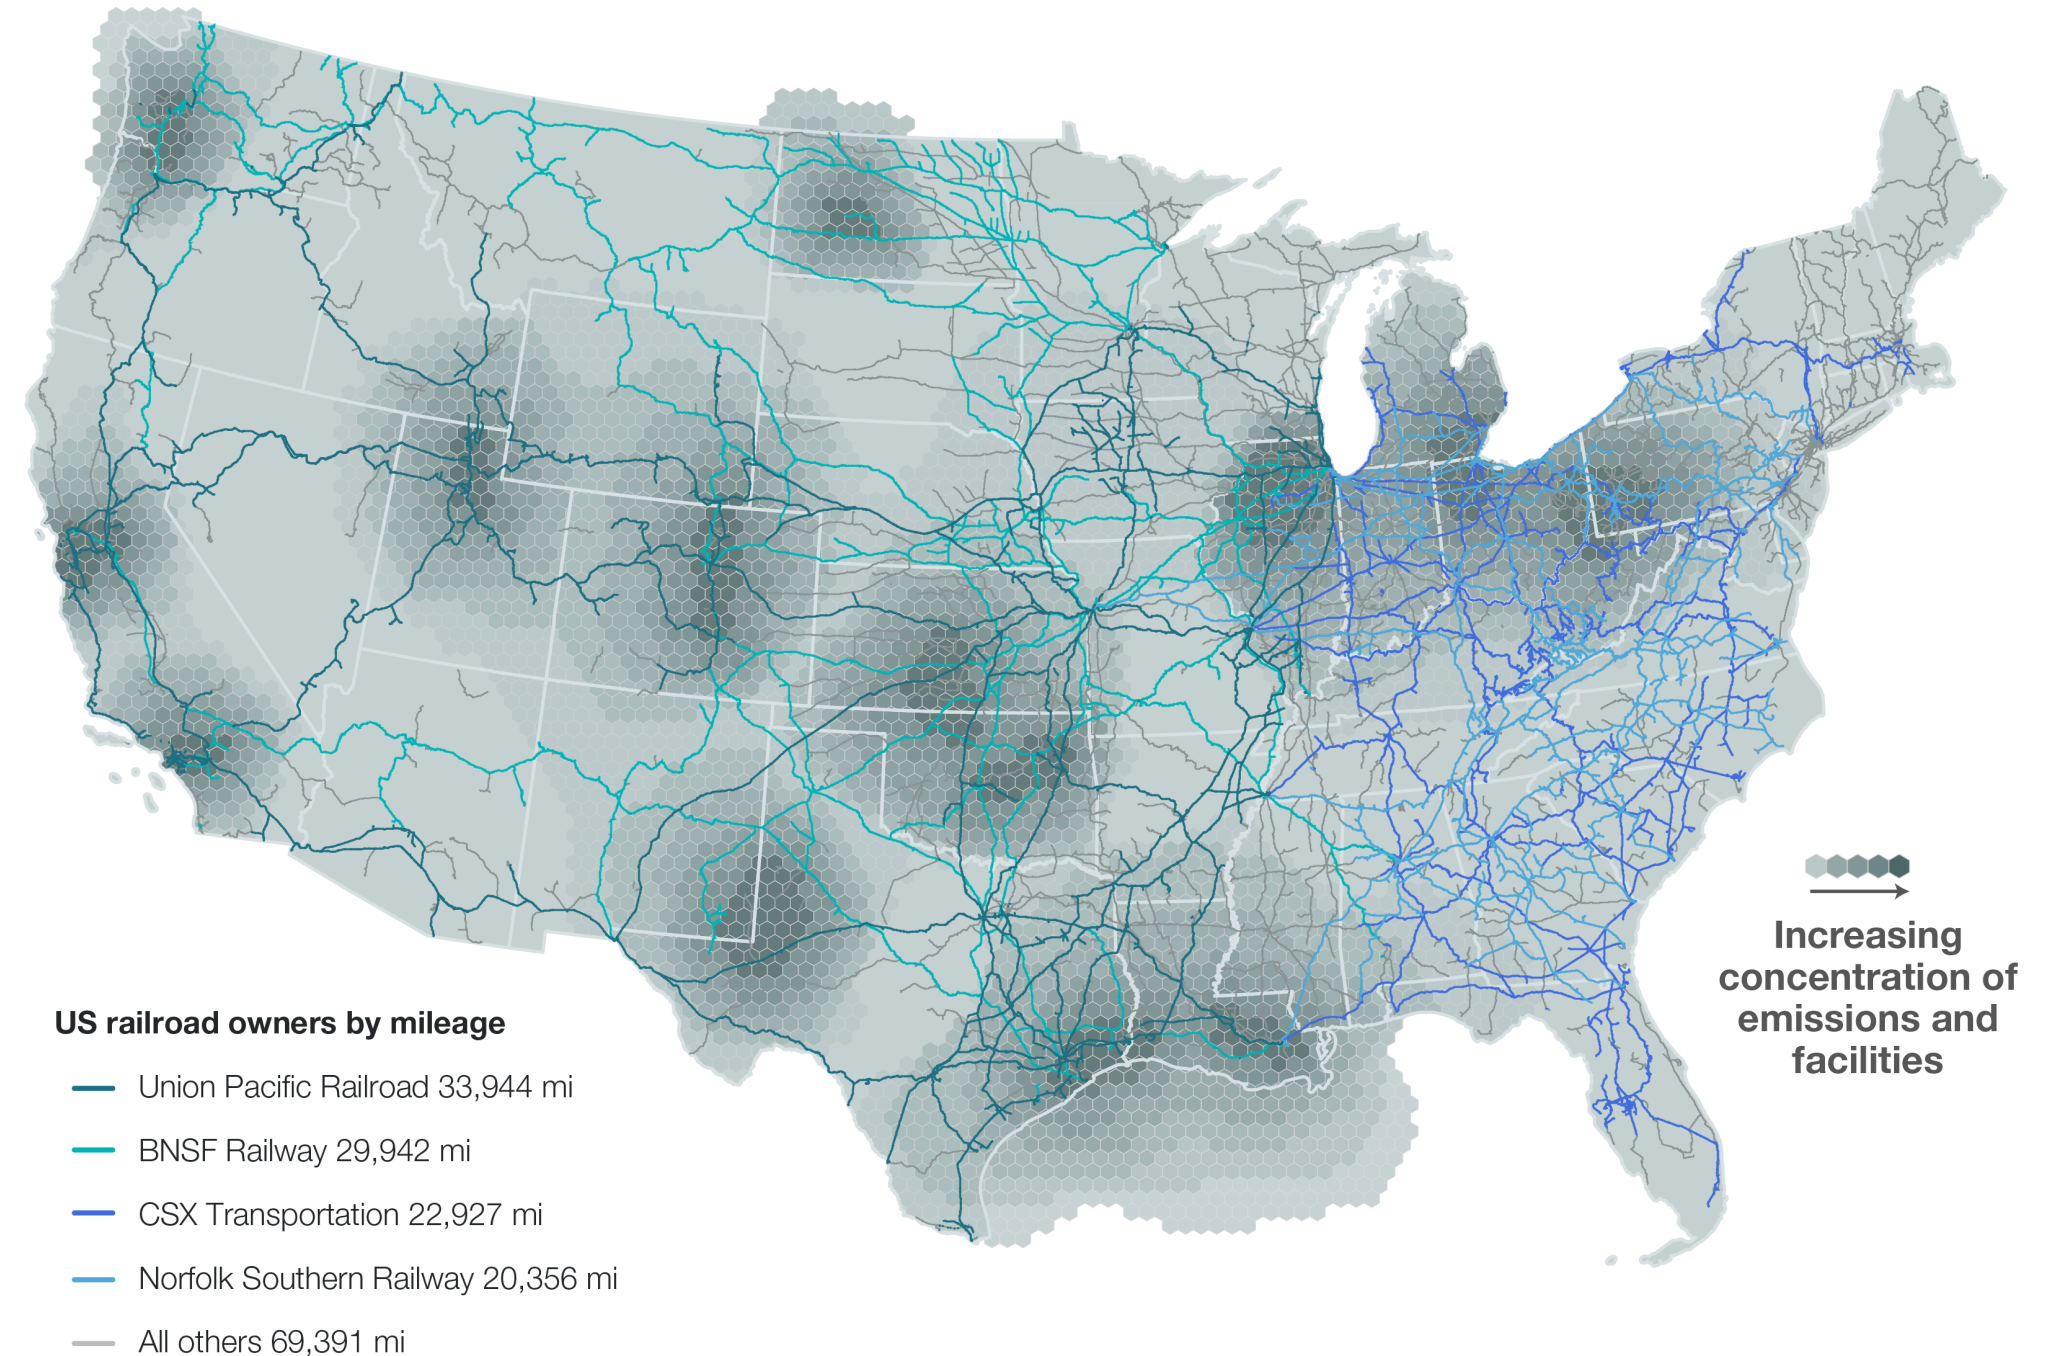 Increasing
concentration of
emissions and
facilities
US railroad owners by mileage
Union Pacific Railroad 33,944 mi
BNSF Railway 29,942 mi
CSX Transportation 22,927 mi
Norfolk Southern Railway 20,356 mi
All others 69,391 mi